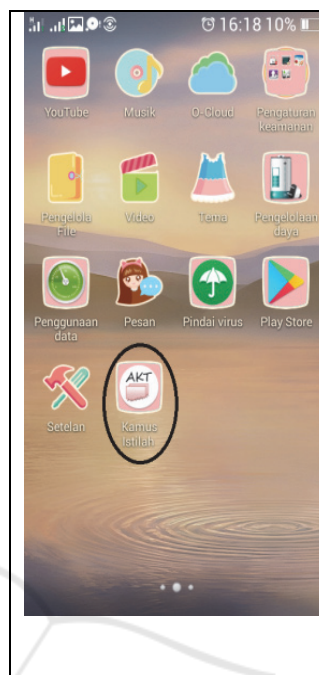 16:18 10%
YouTube
Musik
O-Cloud
Pengaturan
keamanan
Pengelola
File
Video
Tema
Pengelolaan
daya
Penggunaan
data
Pesan
Pindai virus
Play Store
AKT
Setelan
Kamus
Istilah